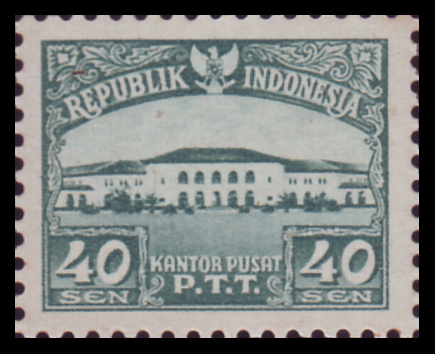 REPUBLIK INDONESIA
KANTOR PUSAT
P.T.T.
40 SEN
40 SEN